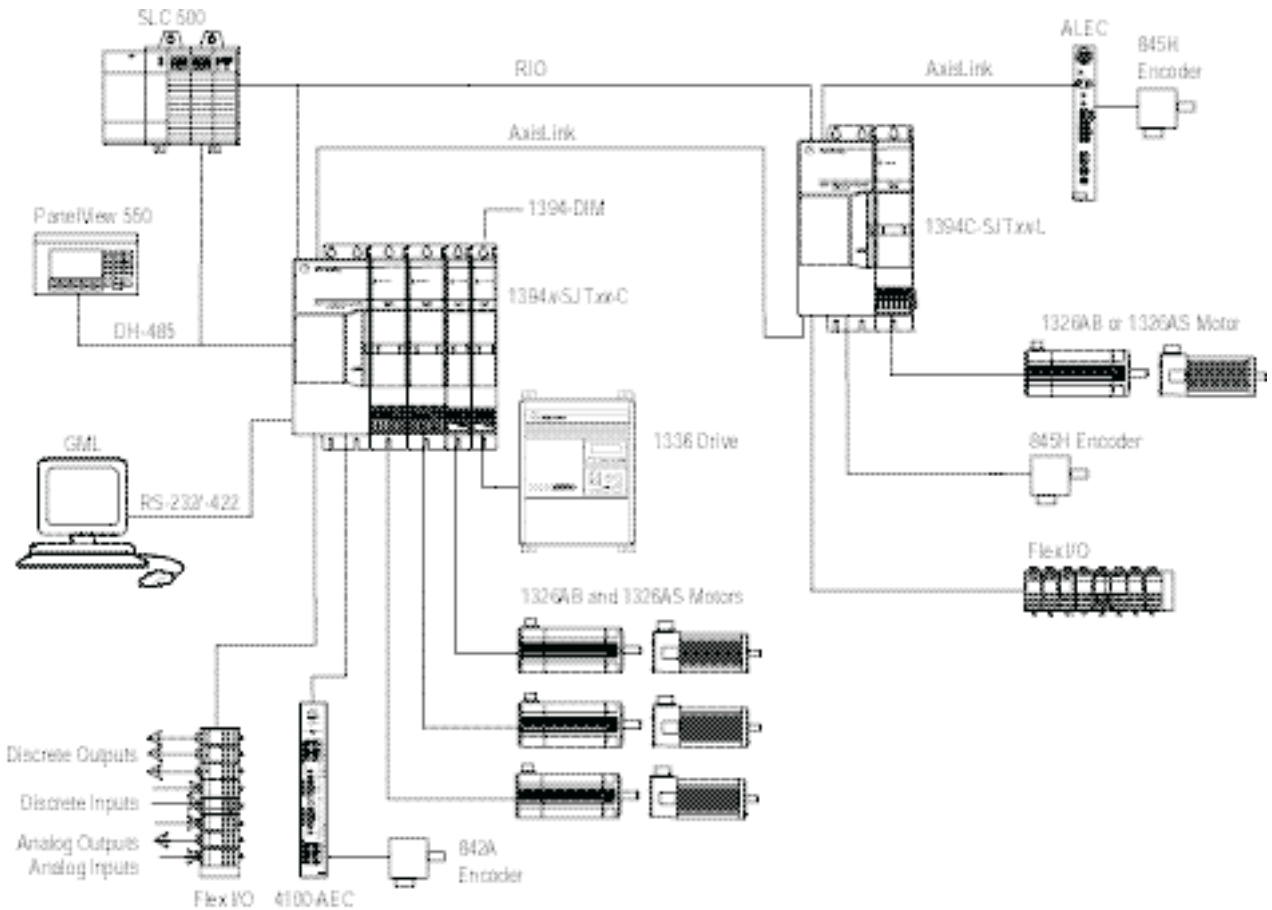 SLC 500
ALEC
845H
Encoder
RIO
AxisLink
AxisLink
PanelView 550
1394-DIM
1394C-SJTxx-L
1394x-SJTxx-C
DH-485
1326AB or 1326AS Motor
GML
1336 Drive
845H Encoder
RS-232/-422
Flex I/O
1326AB and 1326AS Motors
Discrete Outputs
Discrete Inputs
Analog Outputs
Analog Inputs
842A
Encoder
Flex I/O
4100-AEC